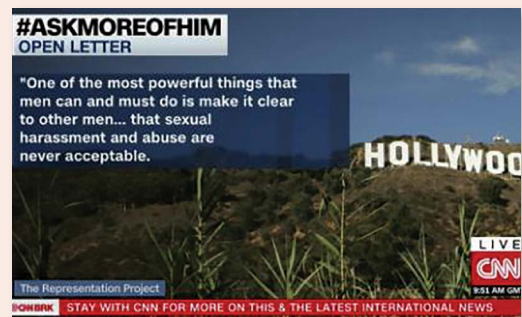 #ASKMOREOFHIM
OPEN LETTER
"One of the most powerful things that
men can and must do is make it clear
to other men... that sexual
harassment and abuse are
never acceptable.
HOLLYWOO
LIVE
CNN
The Representation Project
9:51 AM GMT
STAY WITH CNN FOR MORE ON THIS & THE LATEST INTERNATIONAL NEWS